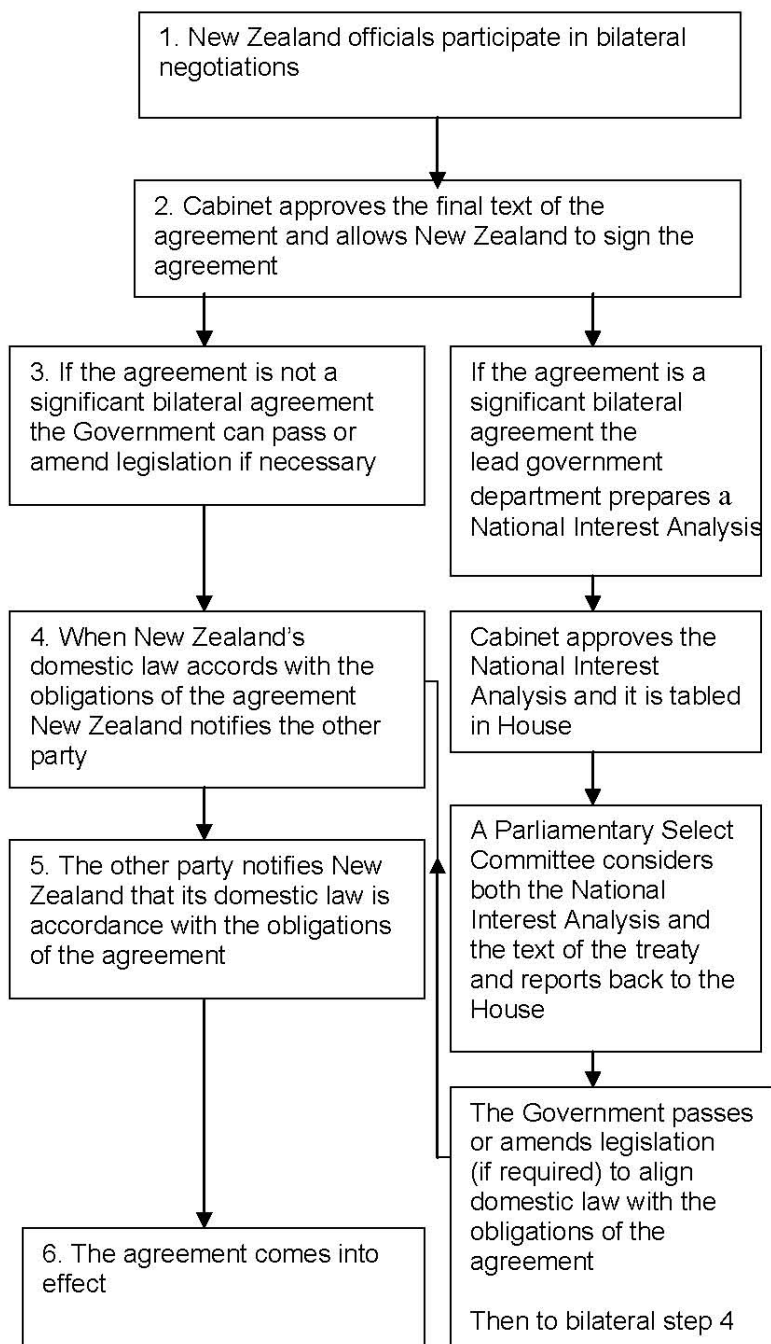 1. New Zealand officials participate in bilateral
negotiations
2. Cabinet approves the final text of the
agreement and allows New Zealand to sign the
agreement
3. If the agreement is not a
significant bilateral agreement
the Government can pass or
amend legislation if necessary
If the agreement is a
significant bilateral
agreement the
lead government
department prepares a
National Interest Analysis
4. When New Zealand’s
domestic law accords with the
obligations of the agreement
New Zealand notifies the other
party
Cabinet approves the
National Interest
Analysis and it is tabled
in House
5. The other party notifies New
Zealand that its domestic law is
accordance with the obligations
of the agreement
A Parliamentary Select
Committee considers
both the National
Interest Analysis and
the text of the treaty
and reports back to the
House
The Government passes
or amends legislation
(if required) to align
domestic law with the
obligations of the
agreement
Then to bilateral step 4
6. The agreement comes into
effect